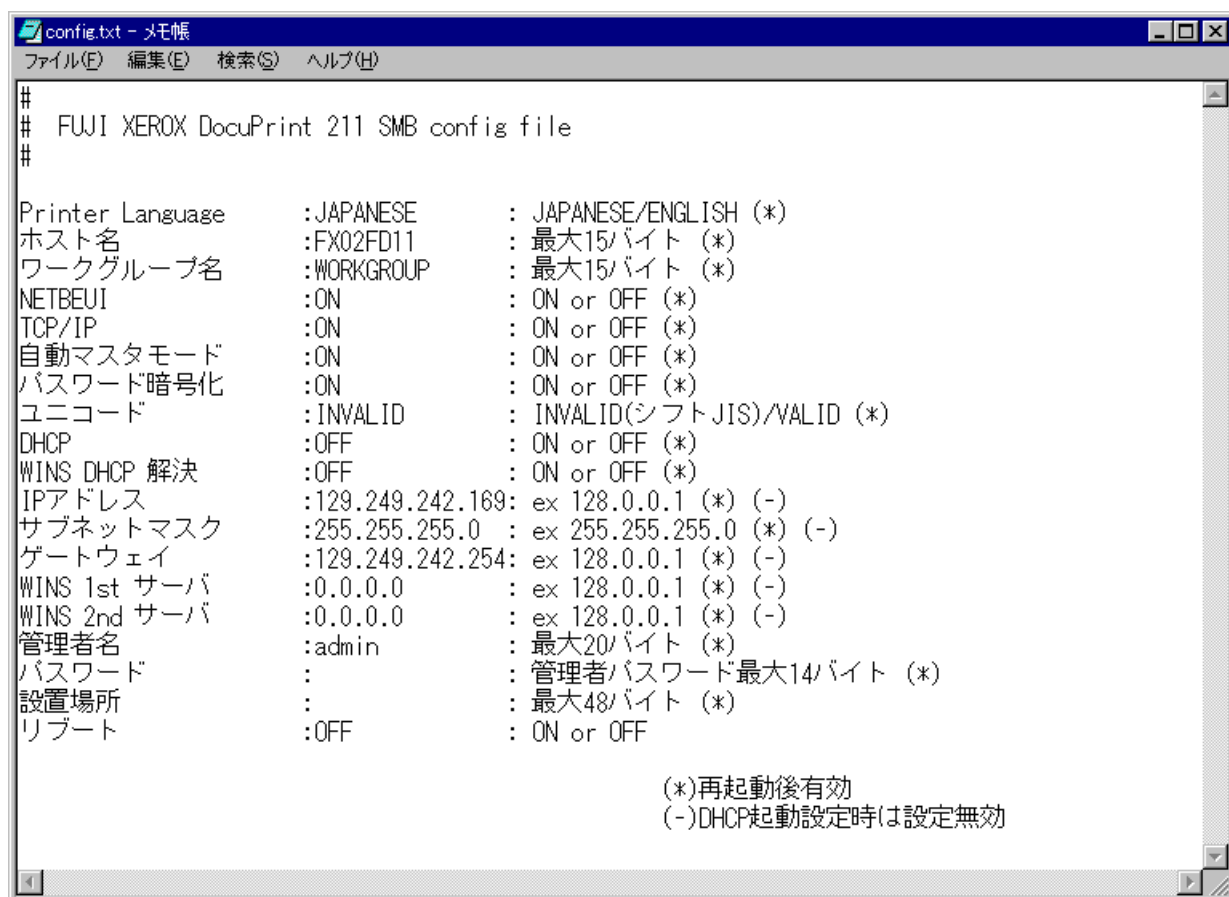 config.txt - メモ帳
ファイル(F) 編集(E) 検索(S) ヘルプ(H)
#
# FUJI XEROX DocuPrint 211 SMB config file
#
Printer Language :JAPANESE : JAPANESE/ENGLISH (*)
ホスト名 :FX02FD11 : 最大15バイト (*)
ワークグループ名 :WORKGROUP : 最大15バイト (*)
NETBEUI :ON : ON or OFF (*)
TCP/IP :ON : ON or OFF (*)
自動マスタモード :ON : ON or OFF (*)
パスワード暗号化 :ON : ON or OFF (*)
ユニコード :INVALID : INVALID(シフトJIS)/VALID (*)
DHCP :OFF : ON or OFF (*)
WINS DHCP 解決 :OFF : ON or OFF (*)
IPアドレス :129.249.242.169: ex 128.0.0.1 (*) (-)
サブネットマスク :255.255.255.0 : ex 255.255.255.0 (*) (-)
ゲートウェイ :129.249.242.254: ex 128.0.0.1 (*) (-)
WINS 1st サーバ :0.0.0.0 : ex 128.0.0.1 (*) (-)
WINS 2nd サーバ :0.0.0.0 : ex 128.0.0.1 (*) (-)
管理者名 :admin : 最大20バイト (*)
パスワード : : 管理者パスワード最大14バイト (*)
設置場所 : : 最大48バイト (*)
リブート :OFF : ON or OFF
(*)再起動後有効
(-)DHCP起動設定時は設定無効